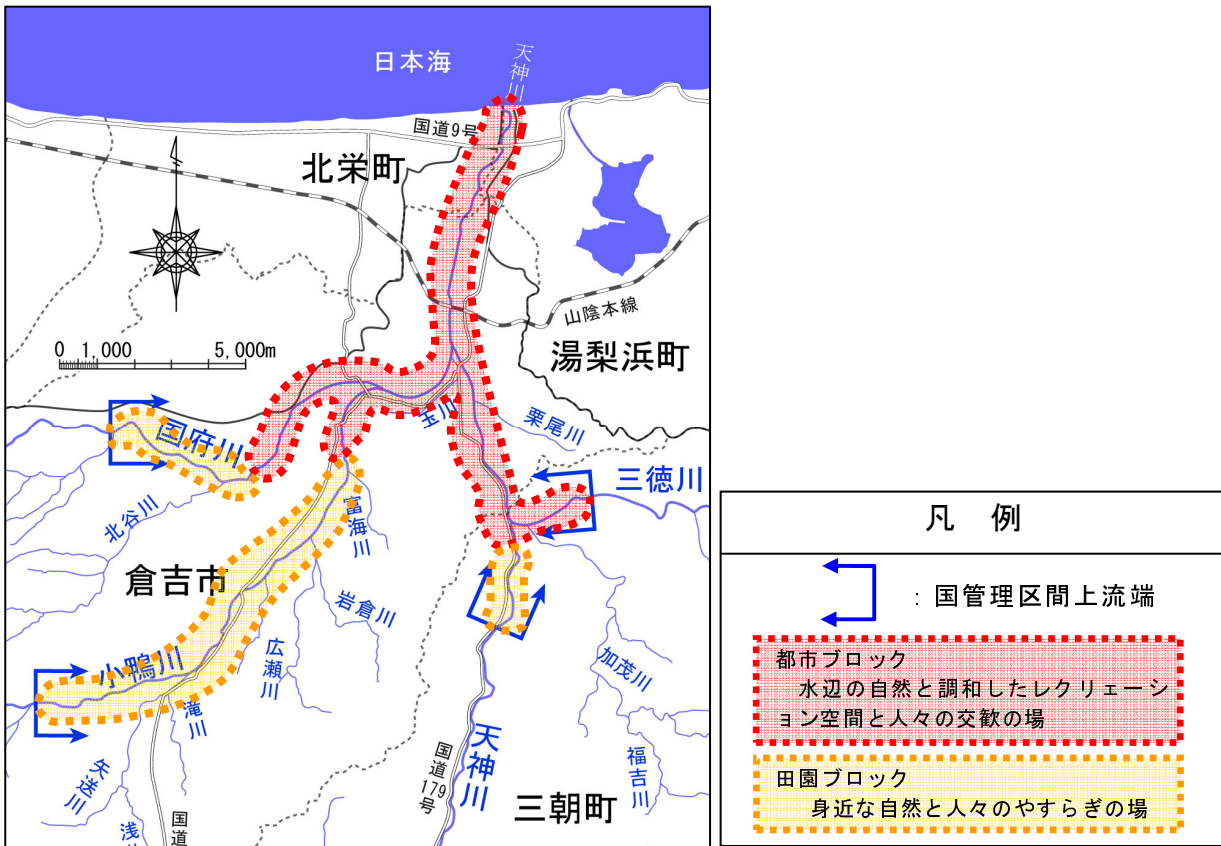 日本海
天神川
国道9号
北栄町
山陰本線
0 1,000 5,000m
湯梨浜町
玉川
栗尾川
国府川
三徳川
北谷川
富海川
倉吉市
岩倉川
小鴨川
広瀬川
加茂川
滝川
天神川
国道179号
矢送川
福吉川
三朝町
国道
凡 例
：国管理区間上流端
都市ブロック
水辺の自然と調和したレクリェーシ
ョン空間と人々の交歓の場
田園ブロック
身近な自然と人々のやすらぎの場